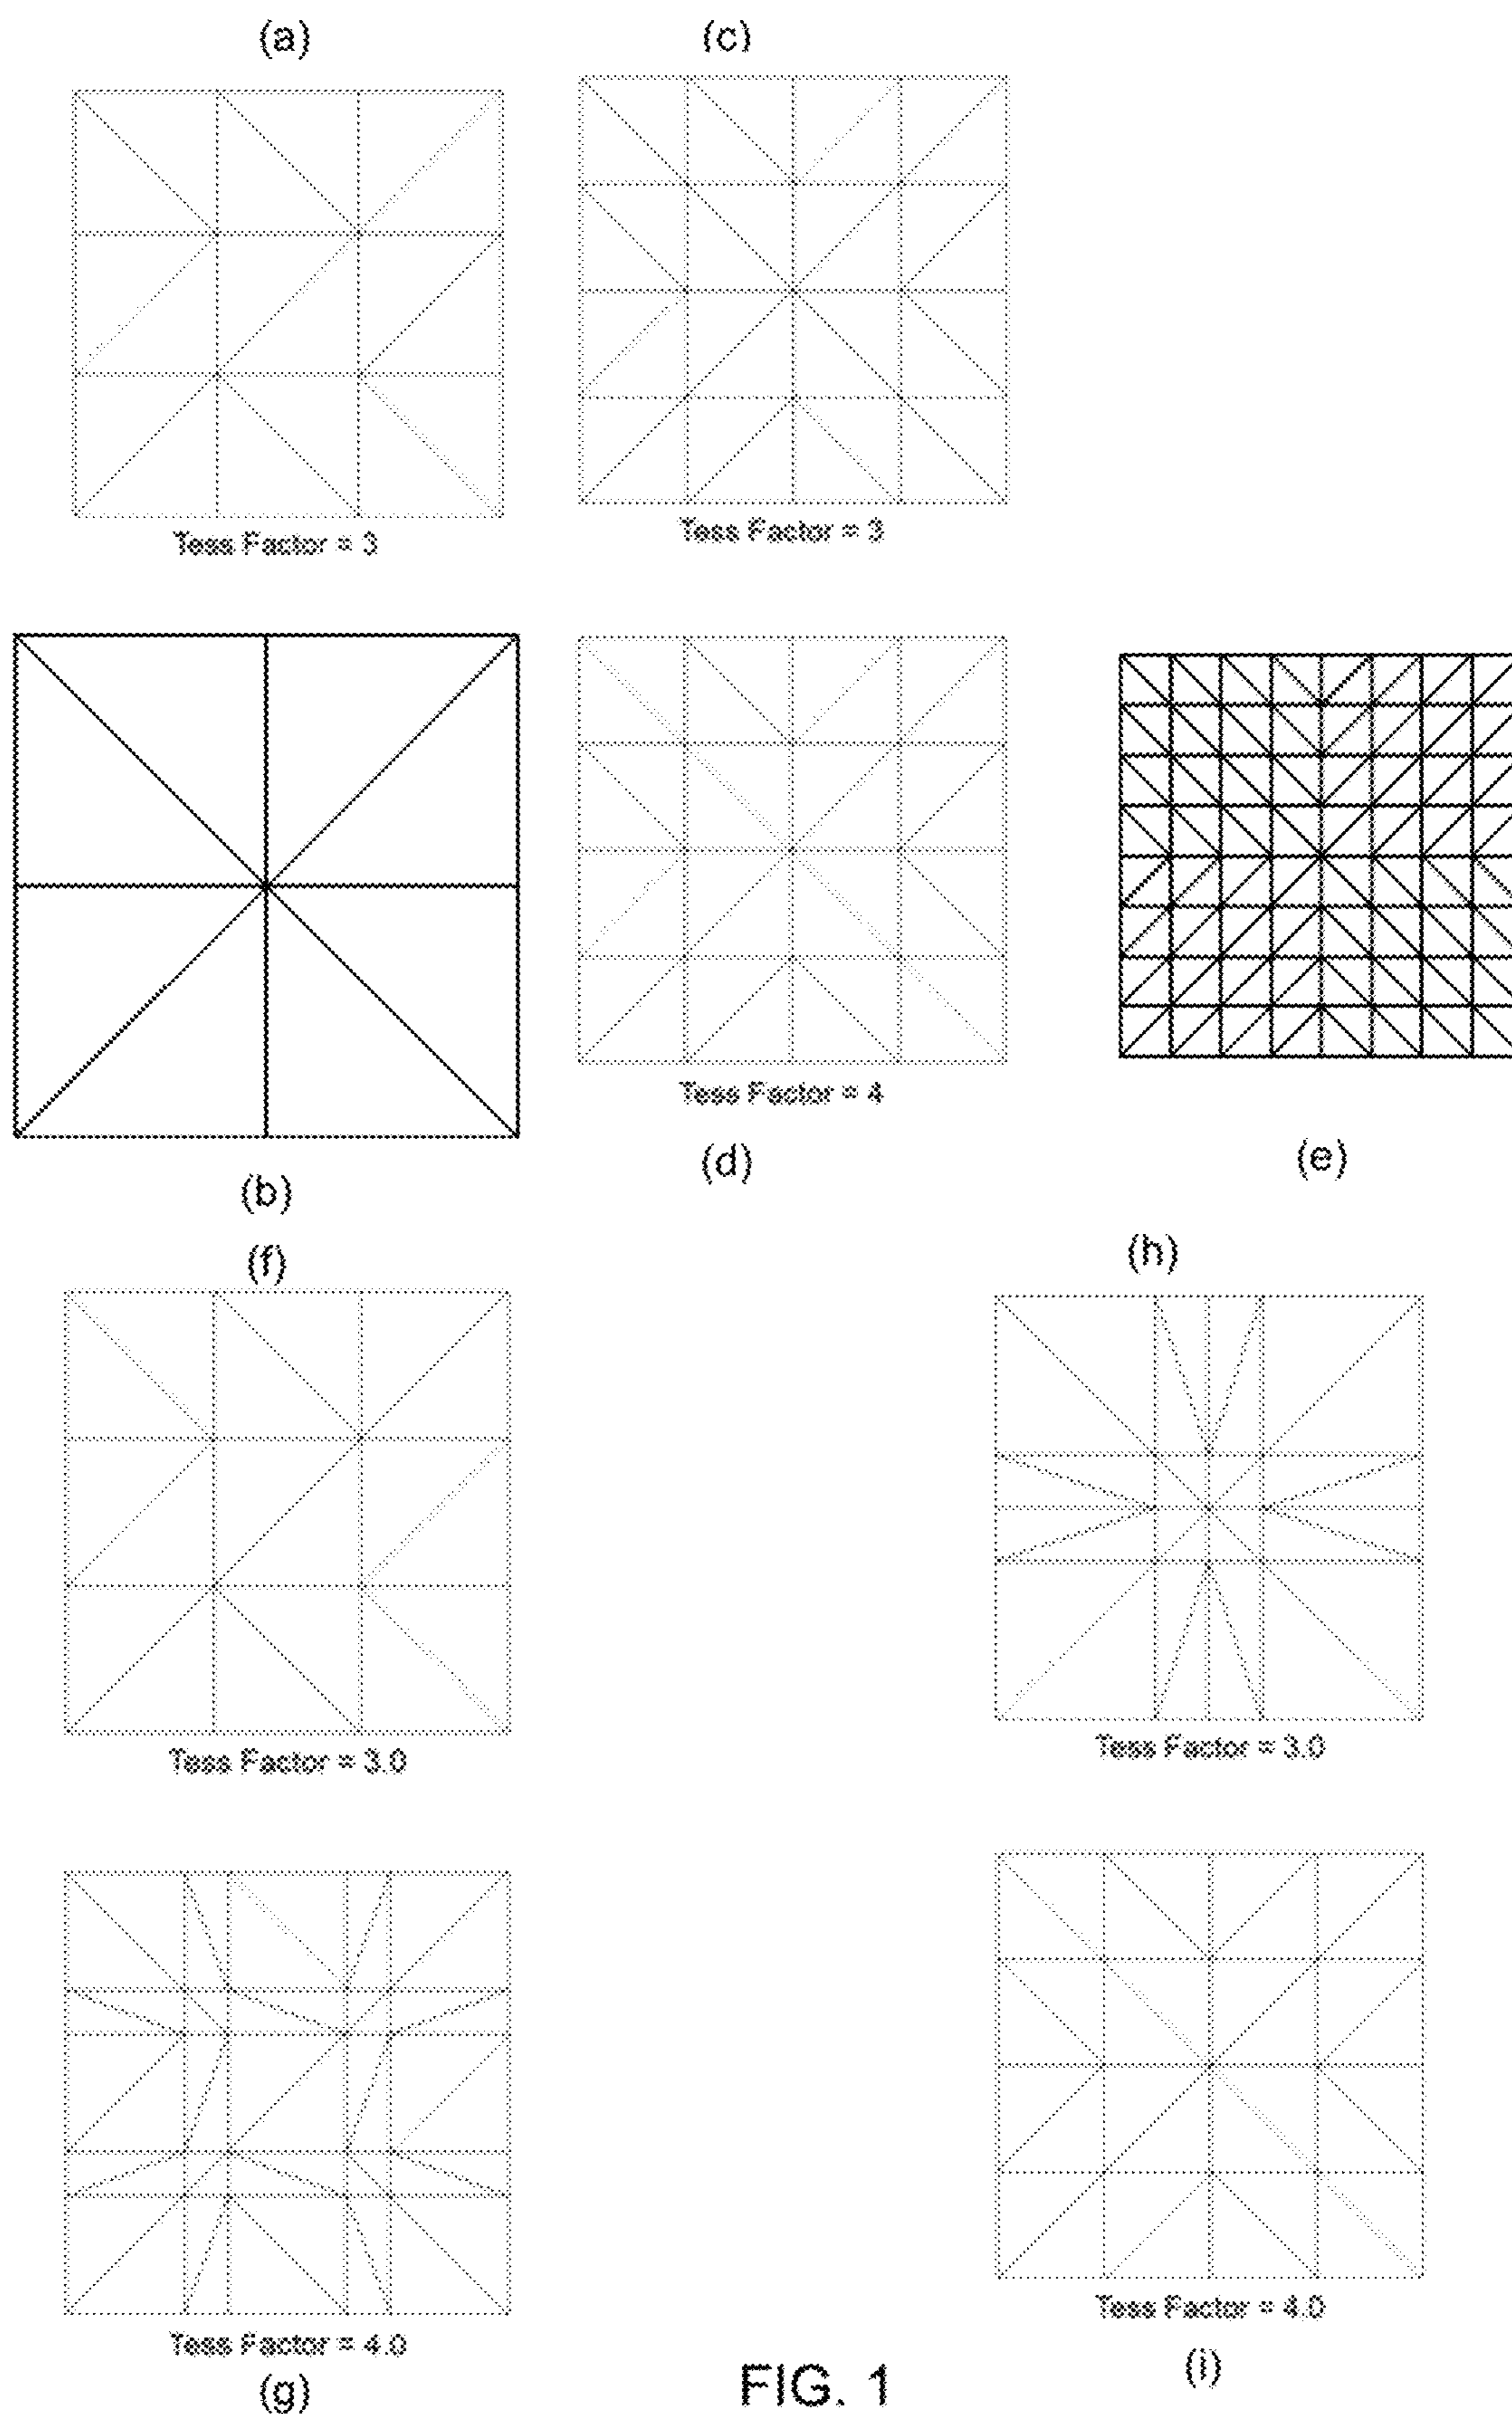 (a)
(c)
Tess Factor = 3
Tess Factor = 3
Tess Factor = 4
(d)
(e)
(b)
(f)
(h)
Tess Factor = 3.0
Tess Factor = 3.0
Tess Factor = 4.0
Tess Factor = 4.0
(g)
FIG. 1
(i)